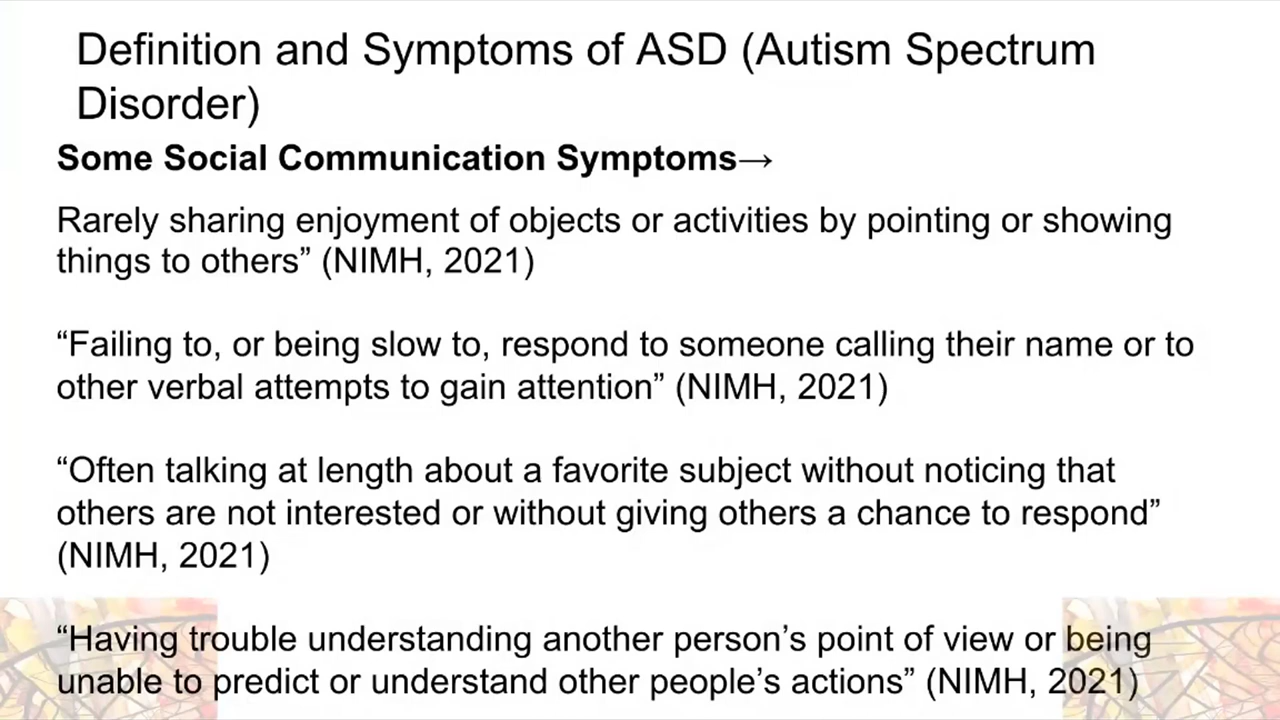 Definition and Symptoms of ASD (Autism Spectrum
Disorder)
Some Social Communication Symptoms→
Rarely sharing enjoyment of objects or activities by pointing or showing
things to others” (NIMH, 2021)
“Failing to, or being slow to, respond to someone calling their name or to
other verbal attempts to gain attention” (NIMH, 2021)
“Often talking at length about a favorite subject without noticing that
others are not interested or without giving others a chance to respond”
(NIMH, 2021)
“Having trouble understanding another person’s point of view or being
unable to predict or understand other people’s actions” (NIMH, 2021)